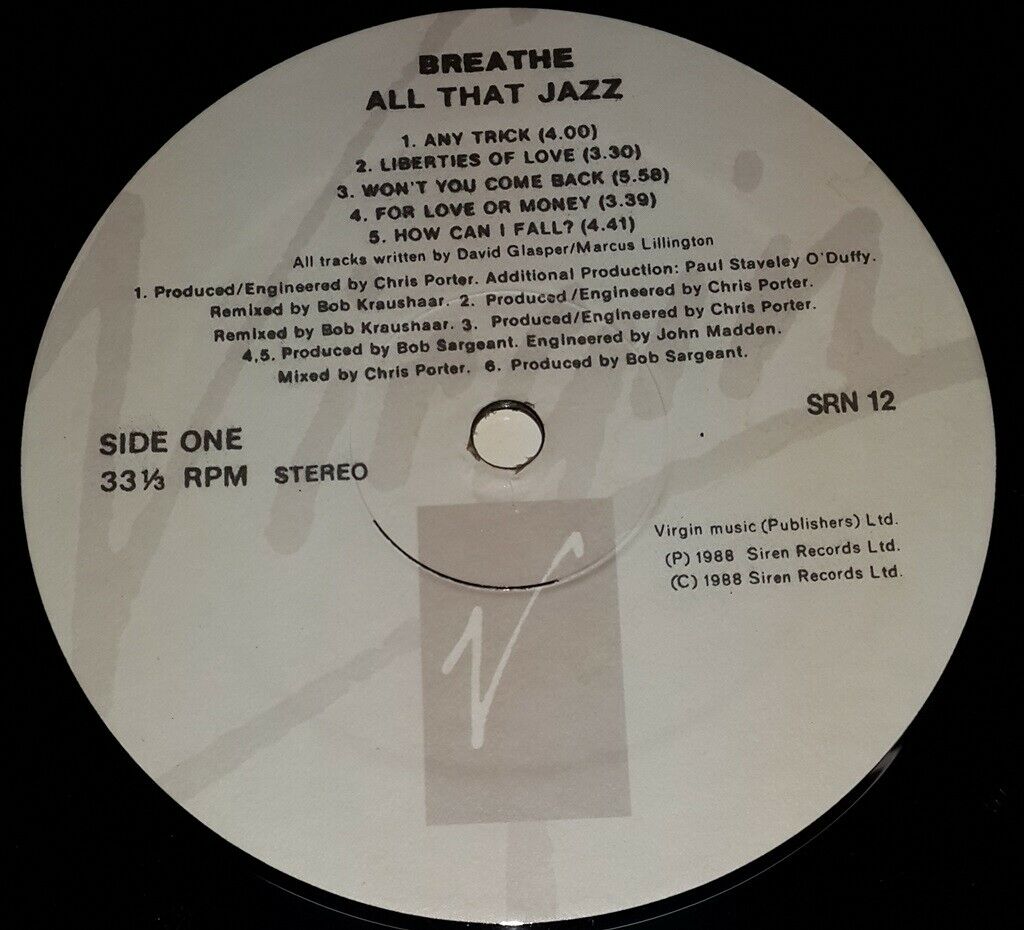 BREATHE
ALL THAT JAZZ
1. ANY TRICK (4.00)
2. LIBERTIES OF LOVE (3.30)
3. WON'T YOU COME BACK (5.58)
4. FOR LOVE OR MONEY (3.39)
5. HOW CAN I FALL? (4.41)
All tracks written by David Glasper/Marcus Lillington
1. Produced/Engineered by Chris Porter. Additional Production: Paul Staveley O'Duffy.
Remixed by Bob Kraushaar. 2. Produced/Engineered by Chris Porter.
Remixed by Bob Kraushaar. 3. Produced/Engineered by Chris Porter.
4,5. Produced by Bob Sargeant. Engineered by John Madden.
Mixed by Chris Porter. 6. Produced by Bob Sargeant.
SRN 12
SIDE ONE
33⅓ RPM STEREO
Virgin music (Publishers) Ltd.
(P) 1988 Siren Records Ltd.
(C) 1988 Siren Records Ltd.
Virgin
V